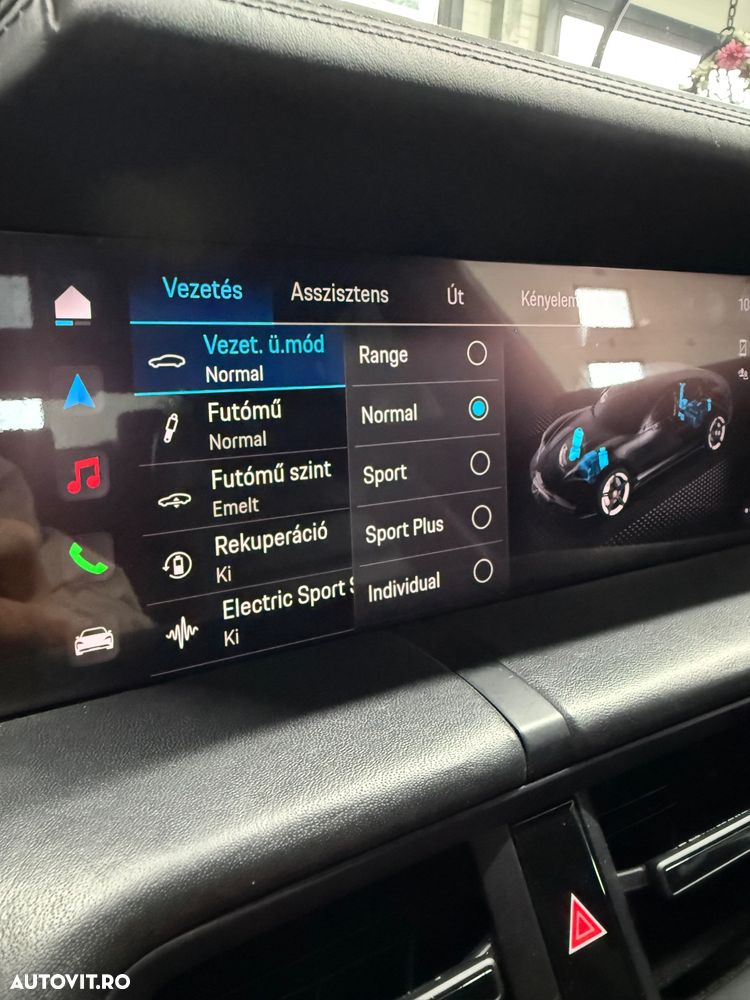 Vezetés
Asszisztens
Út
Kényelem
10
Vezet. ü.mód
Normal
Futómű
Normal
Futómű szint
Emelt
Rekuperáció
Ki
Electric Sport S
Ki
Range
Normal
Sport
Sport Plus
Individual
AUTOVIT.RO